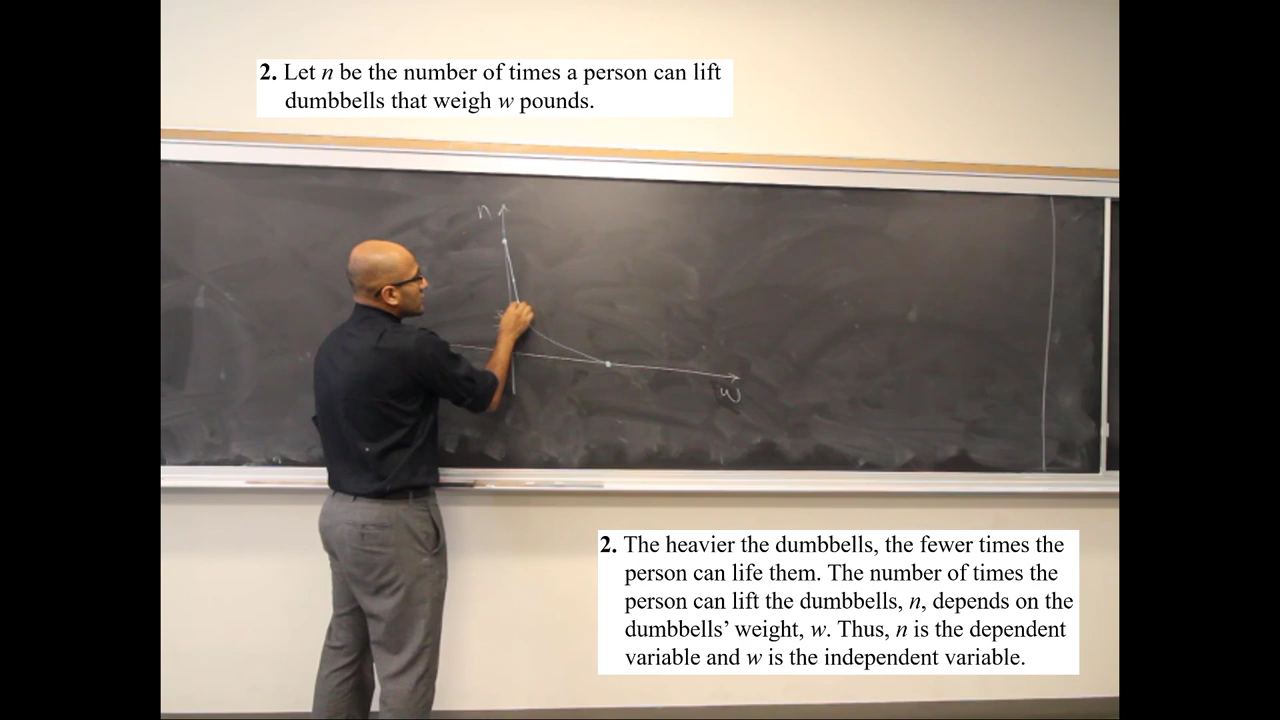 2. Let n be the number of times a person can lift
dumbbells that weigh w pounds.
n
w
2. The heavier the dumbbells, the fewer times the
person can life them. The number of times the
person can lift the dumbbells, n, depends on the
dumbbells’ weight, w. Thus, n is the dependent
variable and w is the independent variable.